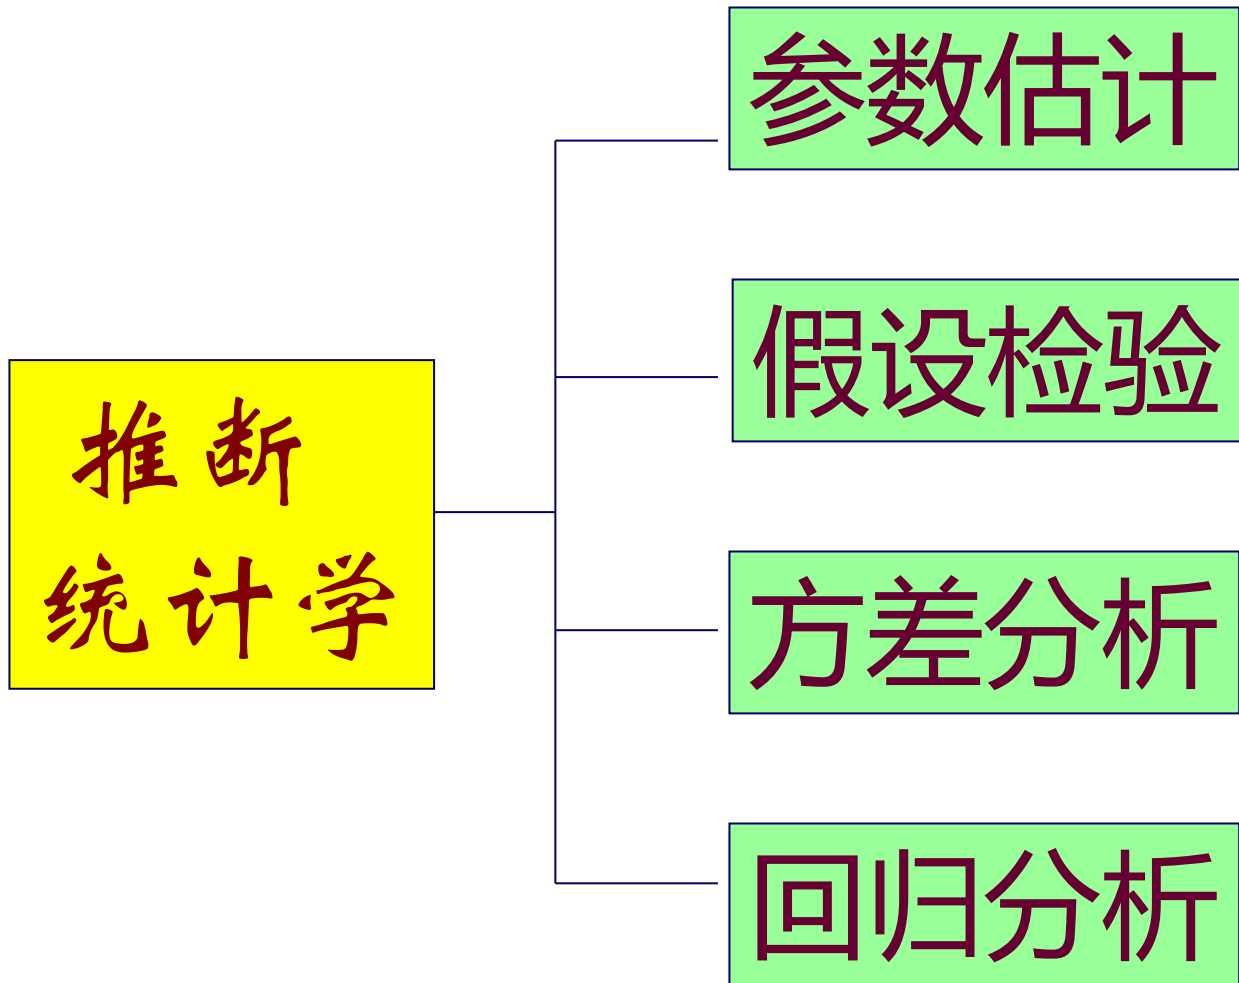 推断
统计学
参数估计
假设检验
方差分析
回归分析